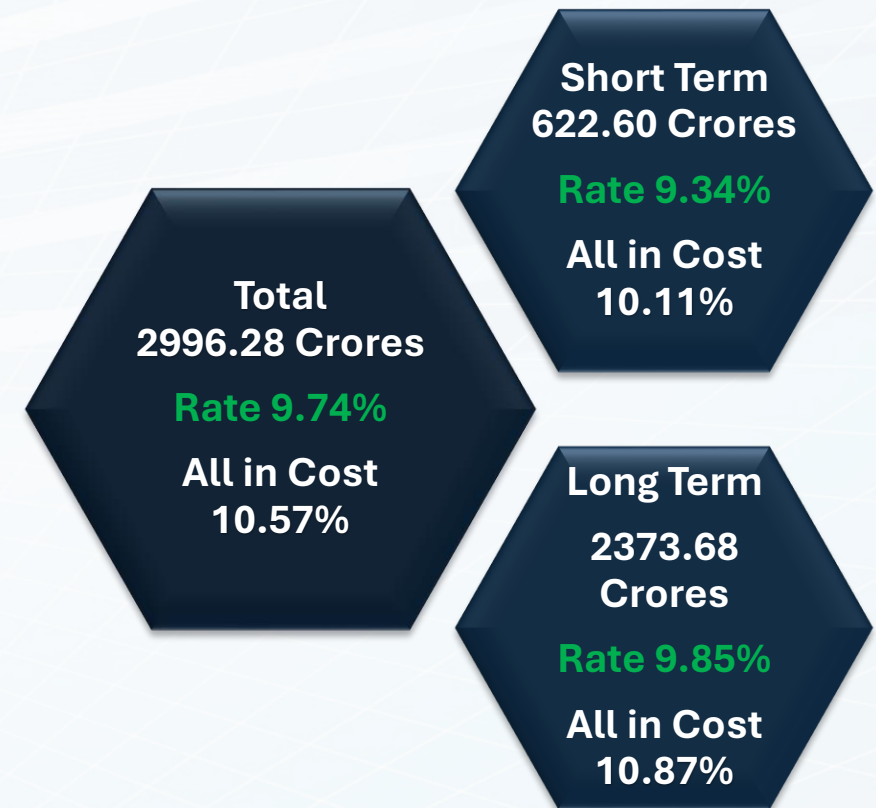 Total
2996.28 Crores
Rate 9.74%
All in Cost
10.57%
Short Term
622.60 Crores
Rate 9.34%
All in Cost
10.11%
Long Term
2373.68
Crores
Rate 9.85%
All in Cost
10.87%